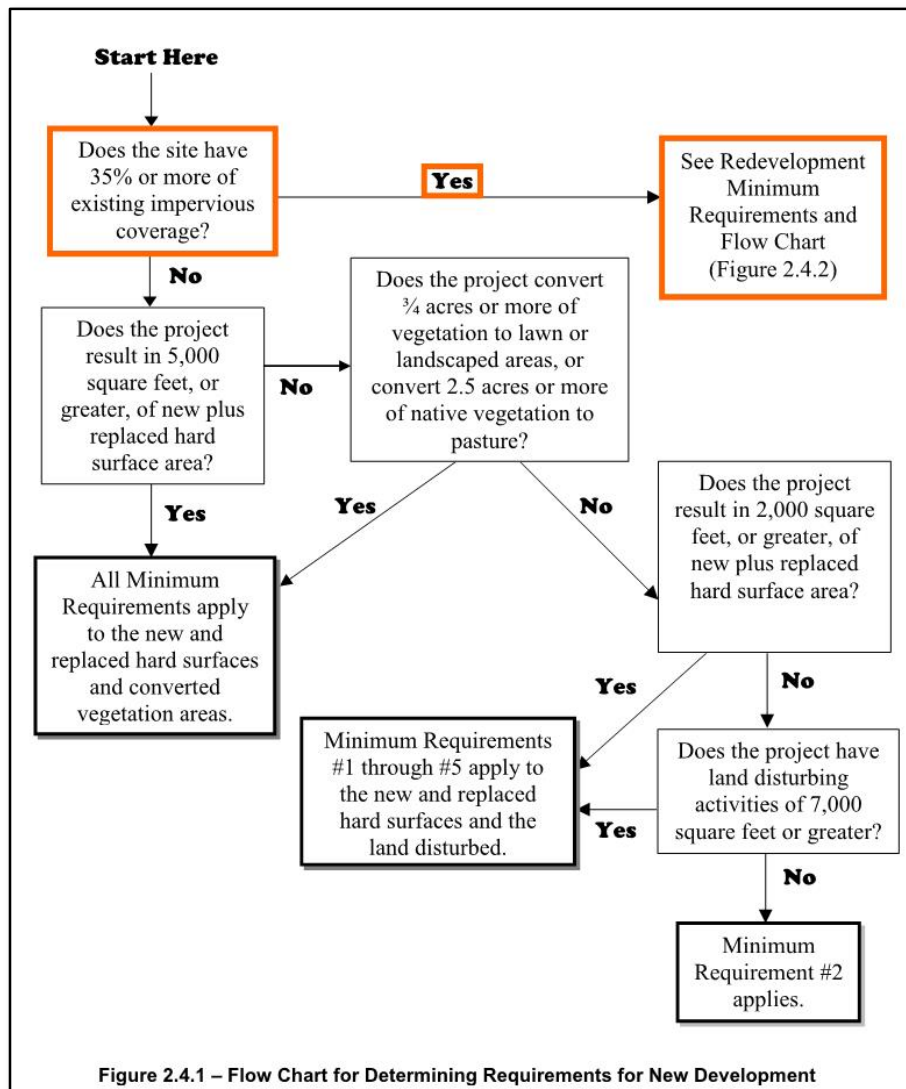 Start Here
Does the site have
35% or more of
existing impervious
coverage?
Yes
See Redevelopment
Minimum
Requirements and
Flow Chart
(Figure 2.4.2)
No
Does the project
result in 5,000
square feet, or
greater, of new plus
replaced hard
surface area?
No
Does the project convert
¾ acres or more of
vegetation to lawn or
landscaped areas, or
convert 2.5 acres or more
of native vegetation to
pasture?
Yes
Yes
No
Does the project
result in 2,000 square
feet, or greater, of
new plus replaced
hard surface area?
All Minimum
Requirements apply
to the new and
replaced hard surfaces
and converted
vegetation areas.
Yes
No
Minimum Requirements
#1 through #5 apply to
the new and replaced
hard surfaces and the
land disturbed.
Yes
Does the project have
land disturbing
activities of 7,000
square feet or greater?
No
Minimum
Requirement #2
applies.
Figure 2.4.1 – Flow Chart for Determining Requirements for New Development